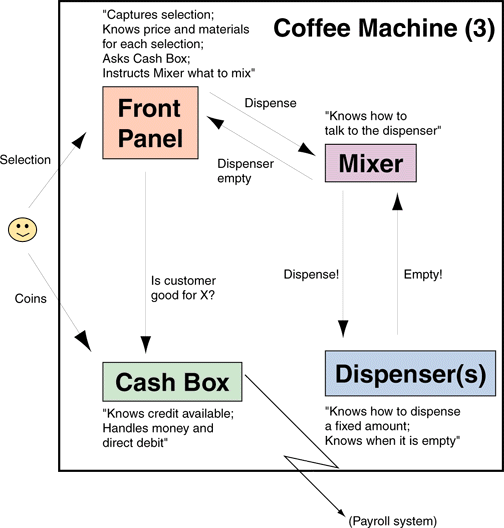 "Captures selection;
Knows price and materials
for each selection;
Asks Cash Box;
Instructs Mixer what to mix"
Coffee Machine (3)
Front
Panel
Dispense
"Knows how to
talk to the dispenser"
Mixer
Dispenser
empty
Selection
Coins
Is customer
good for X?
Dispense!
Empty!
Cash Box
"Knows credit available;
Handles money and
direct debit"
Dispenser(s)
"Knows how to dispense
a fixed amount;
Knows when it is empty"
(Payroll system)